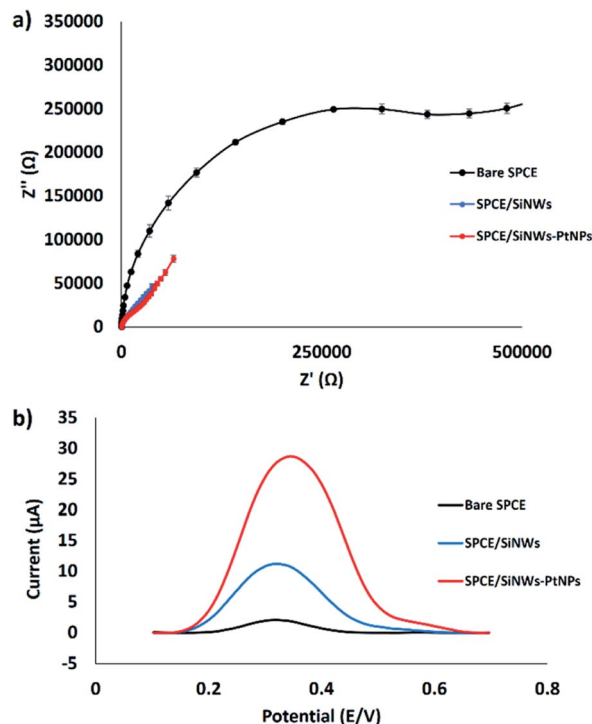 a)
350000
300000
250000
200000
150000
100000
50000
0
Z'' (Ω)
0
250000
500000
Z' (Ω)
Bare SPCE
SPCE/SiNWs
SPCE/SiNWs-PtNPs
b)
35
30
25
20
15
10
5
0
-5
Current (µA)
0
0.2
0.4
0.6
0.8
Potential (E/V)
Bare SPCE
SPCE/SiNWs
SPCE/SiNWs-PtNPs